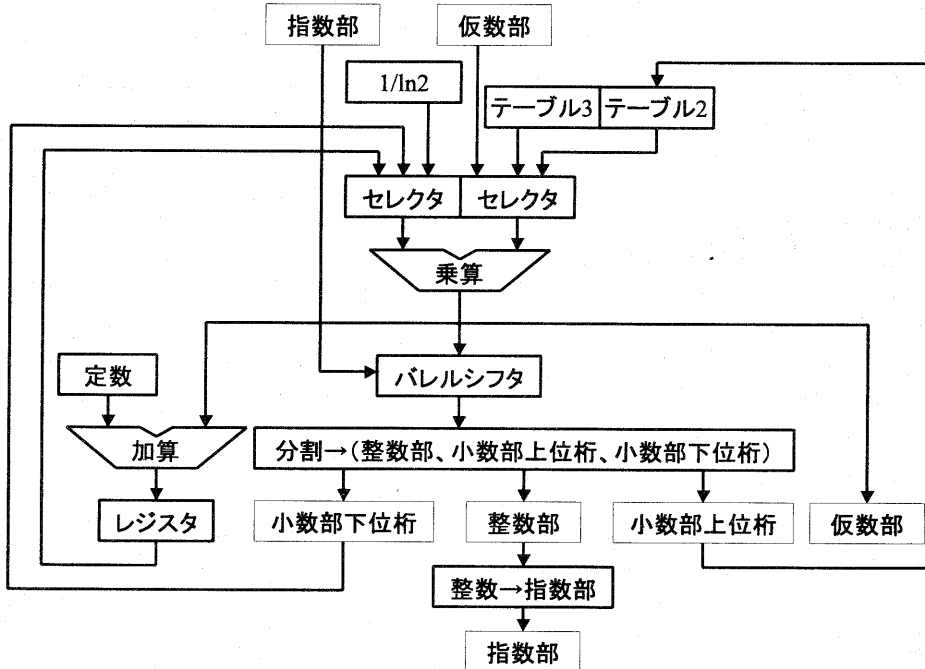 指数部
仮数部
1/ln2
テーブル3
テーブル2
セレクタ
セレクタ
乗算
定数
バレルシフタ
加算
分割→(整数部、小数部上位桁、小数部下位桁)
レジスタ
小数部下位桁
整数部
小数部上位桁
仮数部
整数→指数部
指数部